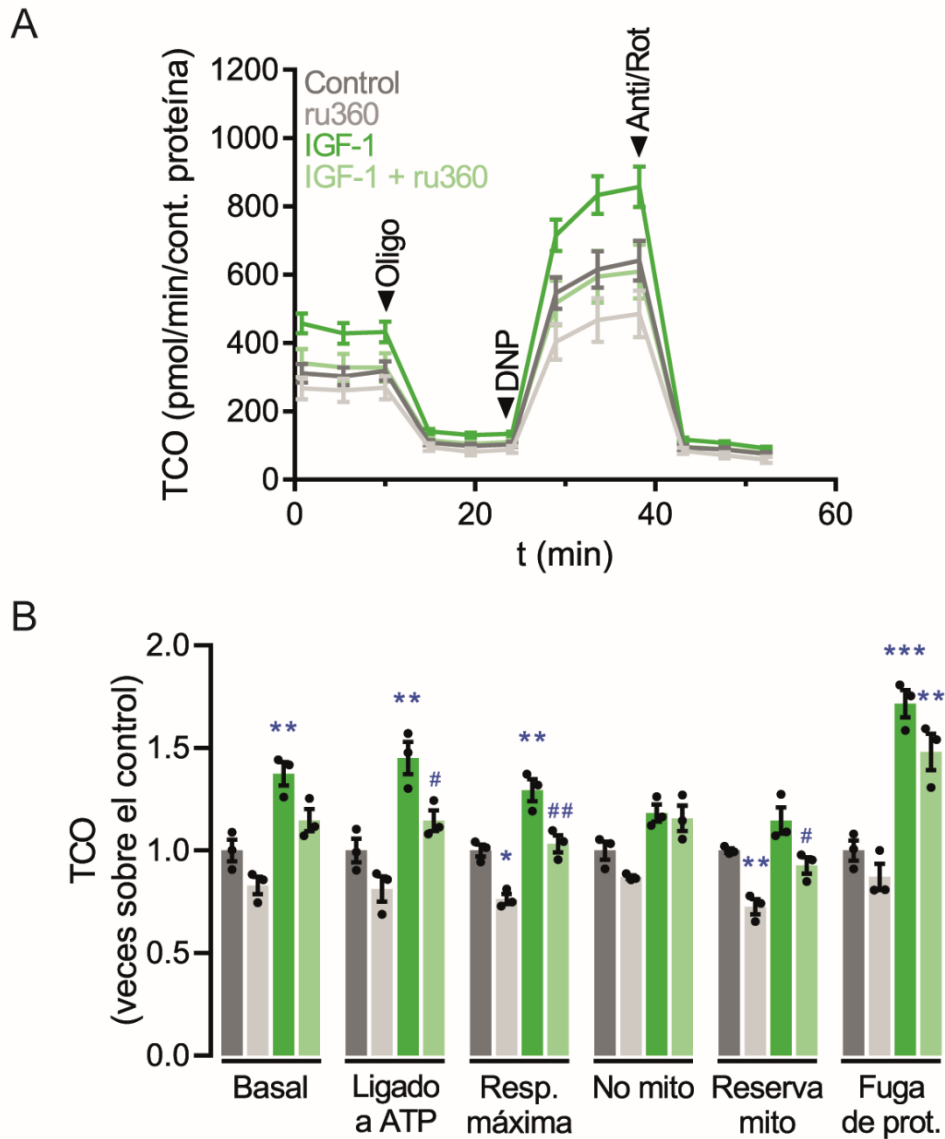 A
TCO (pmol/min/cont. proteína)
1200
1000
800
600
400
200
0
Control
ru360
IGF-1
IGF-1 + ru360
Oligo
DNP
Anti/Rot
0 20 40 60
t (min)
B
TCO
(veces sobre el control)
2.0
1.5
1.0
0.5
0.0
** ** # * ** ## ** # *** **
Basal
Ligado
a ATP
Resp.
máxima
No mito
Reserva
mito
Fuga
de prot.